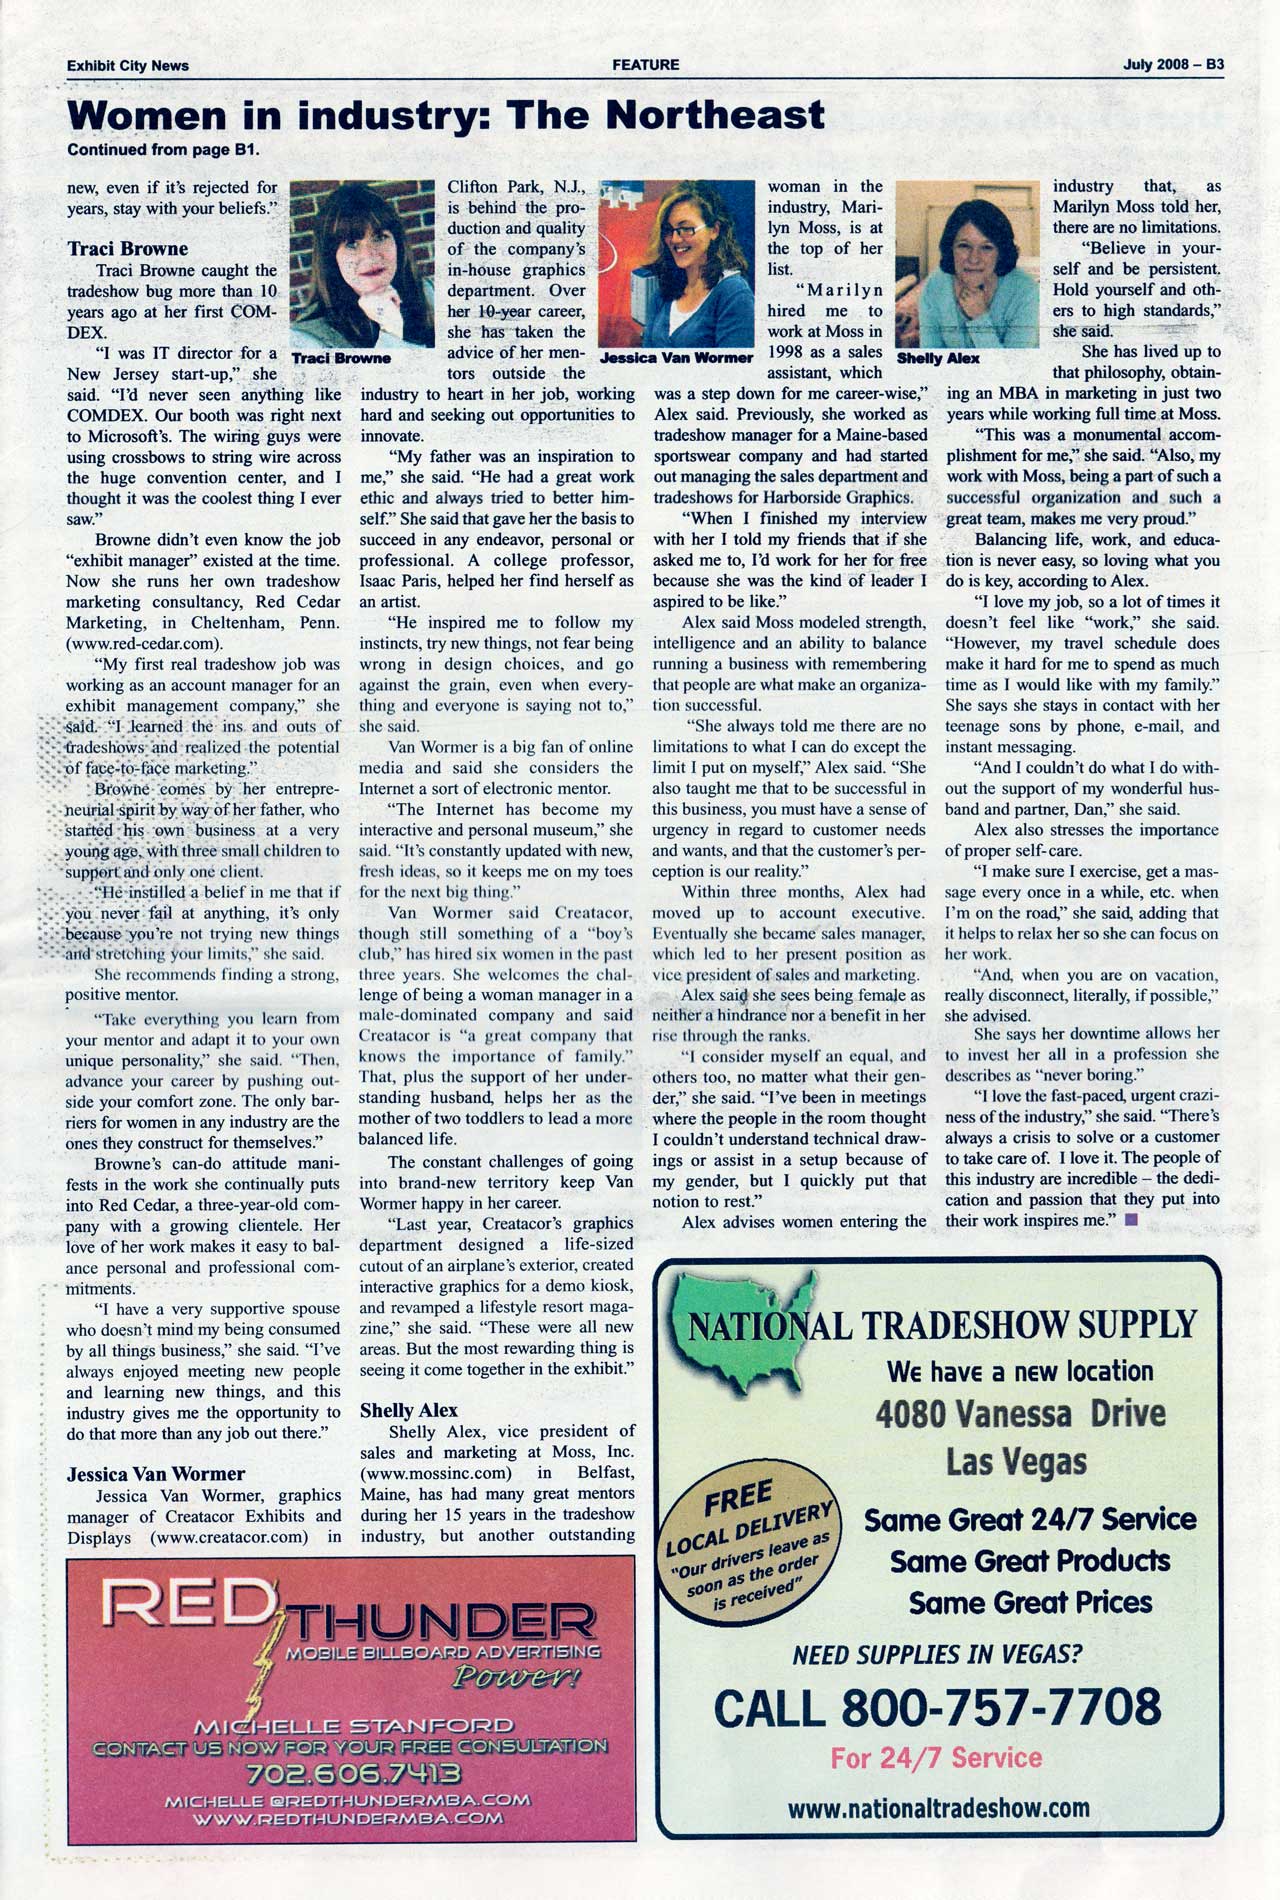 Exhibit City News
FEATURE
July 2008 – B3
Women in industry: The Northeast
Continued from page B1.
new, even if it's rejected for
years, stay with your beliefs."
Traci Browne
Traci Browne caught the
tradeshow bug more than 10
years ago at her first COM-
DEX.
"I was IT director for a
New Jersey start-up," she
said. "I'd never seen anything like
COMDEX. Our booth was right next
to Microsoft's. The wiring guys were
using crossbows to string wire across
the huge convention center, and I
thought it was the coolest thing I ever
saw."
Browne didn't even know the job
"exhibit manager" existed at the time.
Now she runs her own tradeshow
marketing consultancy, Red Cedar
Marketing, in Cheltenham, Penn.
(www.red-cedar.com).
"My first real tradeshow job was
working as an account manager for an
exhibit management company," she
said. "I learned the ins and outs of
tradeshows and realized the potential
of face-to-face marketing."
Browne comes by her entrepre-
neurial spirit by way of her father, who
started his own business at a very
young age, with three small children to
support and only one client.
"He instilled a belief in me that if
you never fail at anything, it's only
because you're not trying new things
and stretching your limits," she said.
She recommends finding a strong,
positive mentor.
"Take everything you learn from
your mentor and adapt it to your own
unique personality," she said. "Then,
advance your career by pushing out-
side your comfort zone. The only bar-
riers for women in any industry are the
ones they construct for themselves."
Browne's can-do attitude mani-
fests in the work she continually puts
into Red Cedar, a three-year-old com-
pany with a growing clientele. Her
love of her work makes it easy to bal-
ance personal and professional com-
mitments.
"I have a very supportive spouse
who doesn't mind my being consumed
by all things business," she said. "I've
always enjoyed meeting new people
and learning new things, and this
industry gives me the opportunity to
do that more than any job out there."
Jessica Van Wormer
Jessica Van Wormer, graphics
manager of Creatacor Exhibits and
Displays (www.creatacor.com) in
Traci Browne
Clifton Park, N.J.,
is behind the pro-
duction and quality
of the company's
in-house graphics
department. Over
her 10-year career,
she has taken the
advice of her men-
tors outside the
industry to heart in her job, working
hard and seeking out opportunities to
innovate.
"My father was an inspiration to
me," she said. "He had a great work
ethic and always tried to better him-
self." She said that gave her the basis to
succeed in any endeavor, personal or
professional. A college professor,
Isaac Paris, helped her find herself as
an artist.
"He inspired me to follow my
instincts, try new things, not fear being
wrong in design choices, and go
against the grain, even when every-
thing and everyone is saying not to,"
she said.
Van Wormer is a big fan of online
media and said she considers the
Internet a sort of electronic mentor.
"The Internet has become my
interactive and personal museum," she
said. "It's constantly updated with new,
fresh ideas, so it keeps me on my toes
for the next big thing."
Van Wormer said Creatacor,
though still something of a "boy's
club," has hired six women in the past
three years. She welcomes the chal-
lenge of being a woman manager in a
male-dominated company and said
Creatacor is "a great company that
knows the importance of family."
That, plus the support of her under-
standing husband, helps her as the
mother of two toddlers to lead a more
balanced life.
The constant challenges of going
into brand-new territory keep Van
Wormer happy in her career.
"Last year, Creatacor's graphics
department designed a life-sized
cutout of an airplane's exterior, created
interactive graphics for a demo kiosk,
and revamped a lifestyle resort maga-
zine," she said. "These were all new
areas. But the most rewarding thing is
seeing it come together in the exhibit."
Shelly Alex
Shelly Alex, vice president of
sales and marketing at Moss, Inc.
(www.mossinc.com) in Belfast,
Maine, has had many great mentors
during her 15 years in the tradeshow
industry, but another outstanding
Jessica Van Wormer
woman in the
industry, Mari-
lyn Moss, is at
the top of her
list.
"Marilyn
hired me to
work at Moss in
1998 as a sales
assistant, which
was a step down for me career-wise,"
Alex said. Previously, she worked as
tradeshow manager for a Maine-based
sportswear company and had started
out managing the sales department and
tradeshows for Harborside Graphics.
"When I finished my interview
with her I told my friends that if she
asked me to, I'd work for her for free
because she was the kind of leader I
aspired to be like."
Alex said Moss modeled strength,
intelligence and an ability to balance
running a business with remembering
that people are what make an organiza-
tion successful.
"She always told me there are no
limitations to what I can do except the
limit I put on myself," Alex said. "She
also taught me that to be successful in
this business, you must have a sense of
urgency in regard to customer needs
and wants, and that the customer's per-
ception is our reality."
Within three months, Alex had
moved up to account executive.
Eventually she became sales manager,
which led to her present position as
vice president of sales and marketing.
Alex said she sees being female as
neither a hindrance nor a benefit in her
rise through the ranks.
"I consider myself an equal, and
others too, no matter what their gen-
der," she said. "I've been in meetings
where the people in the room thought
I couldn't understand technical draw-
ings or assist in a setup because of
my gender, but I quickly put that
notion to rest."
Alex advises women entering the
Shelly Alex
industry that, as
Marilyn Moss told her,
there are no limitations.
"Believe in your-
self and be persistent.
Hold yourself and oth-
ers to high standards,"
she said.
She has lived up to
that philosophy, obtain-
ing an MBA in marketing in just two
years while working full time at Moss.
"This was a monumental accom-
plishment for me," she said. "Also, my
work with Moss, being a part of such a
successful organization and such a
great team, makes me very proud."
Balancing life, work, and educa-
tion is never easy, so loving what you
do is key, according to Alex.
"I love my job, so a lot of times it
doesn't feel like "work," she said.
"However, my travel schedule does
make it hard for me to spend as much
time as I would like with my family."
She says she stays in contact with her
teenage sons by phone, e-mail, and
instant messaging.
"And I couldn't do what I do with-
out the support of my wonderful hus-
band and partner, Dan," she said.
Alex also stresses the importance
of proper self-care.
"I make sure I exercise, get a mas-
sage every once in a while, etc. when
I'm on the road," she said, adding that
it helps to relax her so she can focus on
her work.
"And, when you are on vacation,
really disconnect, literally, if possible,"
she advised.
She says her downtime allows her
to invest her all in a profession she
describes as "never boring."
"I love the fast-paced, urgent crazi-
ness of the industry," she said. "There's
always a crisis to solve or a customer
to take care of. I love it. The people of
this industry are incredible – the dedi-
cation and passion that they put into
their work inspires me."
RED THUNDER
MOBILE BILLBOARD ADVERTISING
Power!
MICHELLE STANFORD
CONTACT US NOW FOR YOUR FREE CONSULTATION
702.606.7413
MICHELLE @REDTHUNDERMBA.COM
WWW.REDTHUNDERMBA.COM
NATIONAL TRADESHOW SUPPLY
We have a new location
4080 Vanessa Drive
Las Vegas
FREE
LOCAL DELIVERY
"Our drivers leave as
soon as the order
is received"
Same Great 24/7 Service
Same Great Products
Same Great Prices
NEED SUPPLIES IN VEGAS?
CALL 800-757-7708
For 24/7 Service
www.nationaltradeshow.com